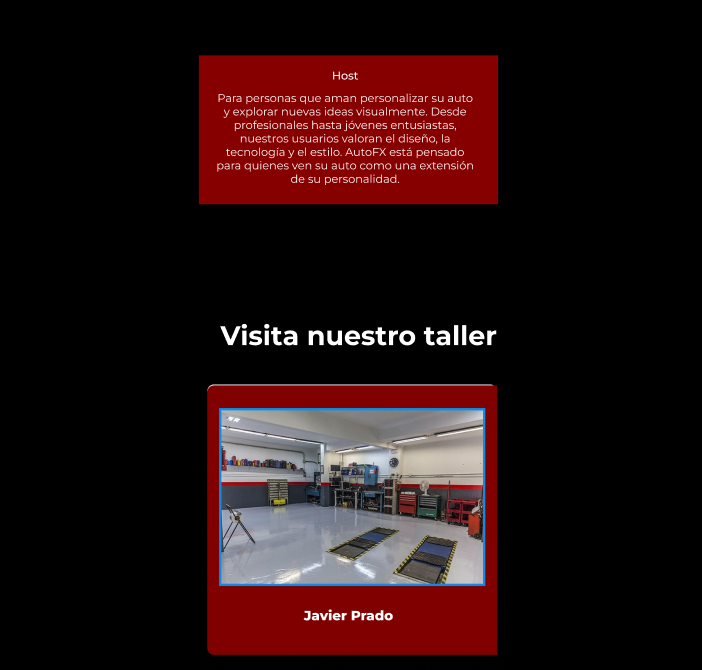 Host
Para personas que aman personalizar su auto
y explorar nuevas ideas visualmente. Desde
profesionales hasta jóvenes entusiastas,
nuestros usuarios valoran el diseño, la
tecnología y el estilo. AutoFX está pensado
para quienes ven su auto como una extensión
de su personalidad.
Visita nuestro taller
Javier Prado